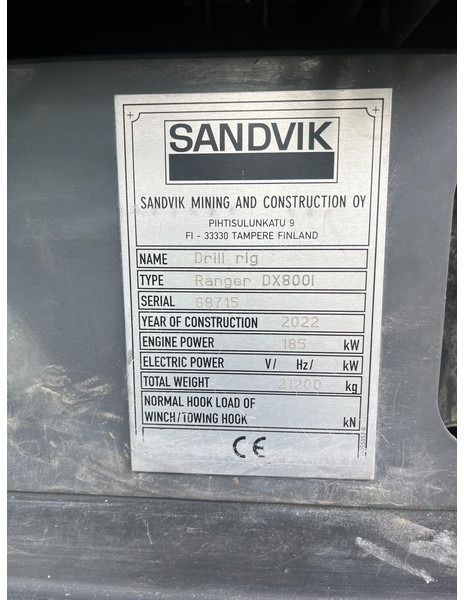 SANDVIK
SANDVIK MINING AND CONSTRUCTION OY
PIHTISULUNKATU 9
FI - 33330 TAMPERE FINLAND
NAME Drill rig
TYPE Ranger DX800i
SERIAL 68715
YEAR OF CONSTRUCTION 2022
ENGINE POWER 185 kW
ELECTRIC POWER V/ Hz/ kW
TOTAL WEIGHT 21200 kg
NORMAL HOOK LOAD OF
WINCH/TOWING HOOK kN
CE